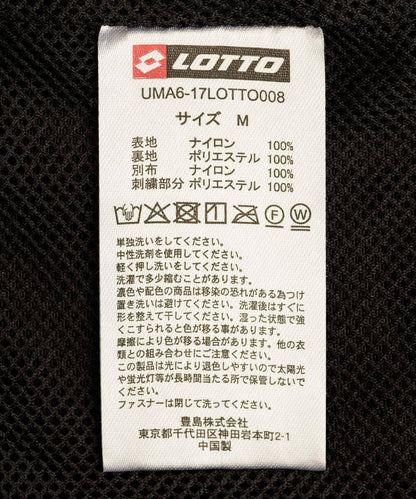 LOTTO
UMA6-17LOTTO008
サイズ M
表地 ナイロン 100%
裏地 ポリエステル 100%
別布 ナイロン 100%
刺繍部分 ポリエステル 100%
F W
単独洗いをしてください。
中性洗剤を使用してください。
軽く押し洗いをしてください。
洗濯で多少縮むことがあります。
濃色や配色の商品は移染の恐れがある為つけ
置き洗いは避けてください。洗濯後はすぐに
形を整えて干してください。湿った状態で強
くこすられると色が移る事があります。
摩擦により色が移る場合があります。他の衣
類との組み合わせにご注意ください。
この製品は光により退色しやすいので太陽光
や蛍光灯等が長時間当たる所で保管しないで
ください。
ファスナーは閉じて洗ってください。
豊島株式会社
東京都千代田区神田岩本町2-1
中国製